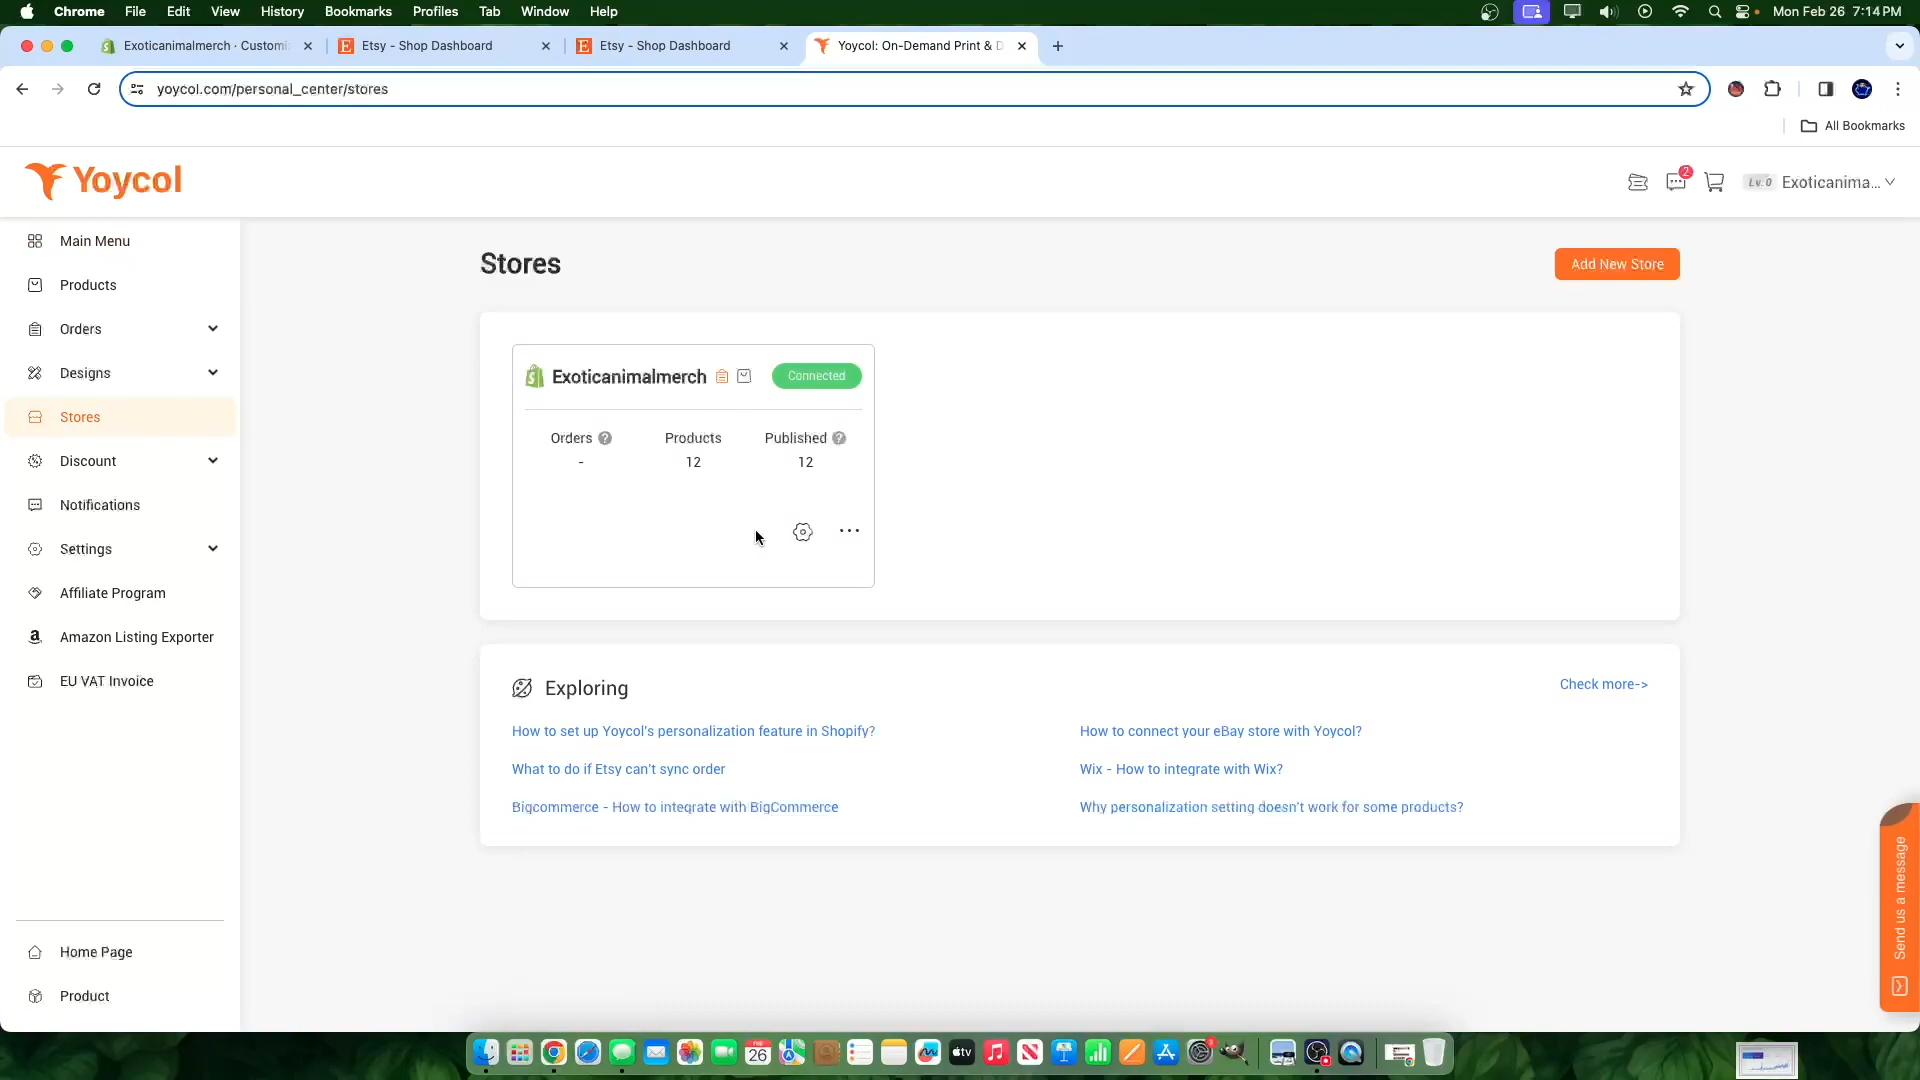 Chrome File Edit View History Bookmarks Profiles Tab Window Help Mon Feb 26 7:14 PM
Exoticanimalmerch · Customi Etsy - Shop Dashboard Etsy - Shop Dashboard Yoycol: On-Demand Print & D
yoycol.com/personal_center/stores
All Bookmarks
Yoycol
2
Lv.0 Exoticanima...
Main Menu
Products
Orders
Designs
Stores
Discount
Notifications
Settings
Affiliate Program
Amazon Listing Exporter
EU VAT Invoice
Home Page
Product
Stores
Add New Store
Exoticanimalmerch Connected
Orders Products Published
- 12 12
Exploring
Check more->
How to set up Yoycol's personalization feature in Shopify?
How to connect your eBay store with Yoycol?
What to do if Etsy can't sync order
Wix - How to integrate with Wix?
Bigcommerce - How to integrate with BigCommerce
Why personalization setting doesn't work for some products?
Send us a message
FEB
26
tv